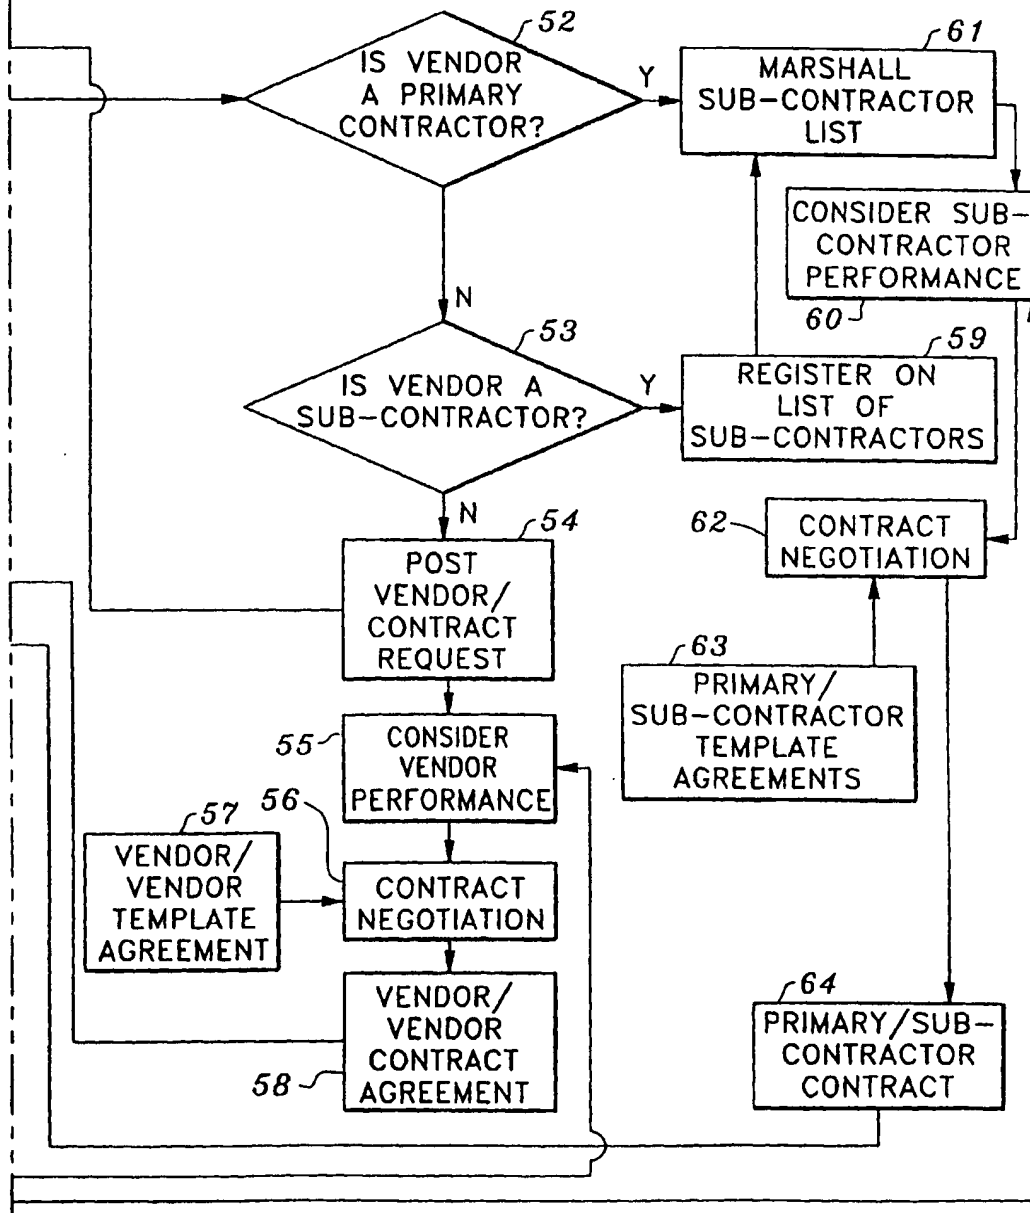 52
IS VENDOR
A PRIMARY
CONTRACTOR?
Y
N
61
MARSHALL
SUB-CONTRACTOR
LIST
CONSIDER SUB-
CONTRACTOR
PERFORMANCE
60
53
IS VENDOR A
SUB-CONTRACTOR?
Y
N
59
REGISTER ON
LIST OF
SUB-CONTRACTORS
54
POST
VENDOR/
CONTRACT
REQUEST
62
CONTRACT
NEGOTIATION
63
PRIMARY/
SUB-CONTRACTOR
TEMPLATE
AGREEMENTS
55
CONSIDER
VENDOR
PERFORMANCE
56
57
VENDOR/
VENDOR
TEMPLATE
AGREEMENT
CONTRACT
NEGOTIATION
58
VENDOR/
VENDOR
CONTRACT
AGREEMENT
64
PRIMARY/SUB-
CONTRACTOR
CONTRACT